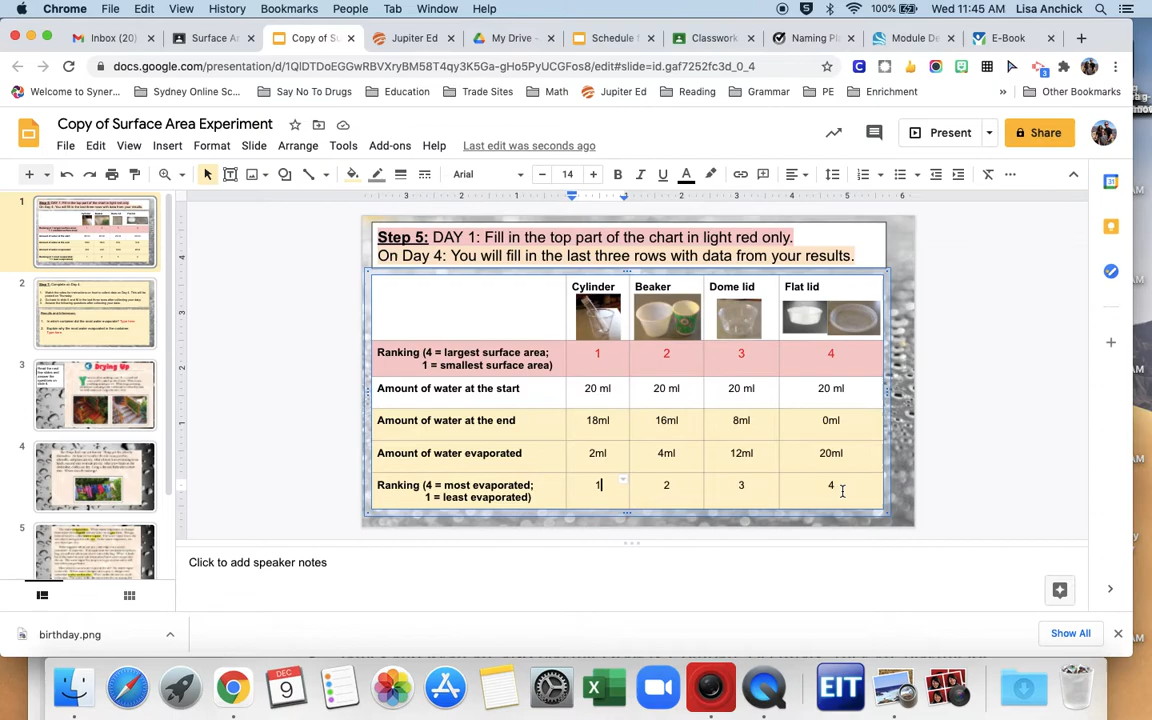 Chrome File Edit View History Bookmarks People Tab Window Help 100% Wed 11:45 AM Lisa Anchick
Inbox (20) Surface Ar Copy of Su Jupiter Ed My Drive - Schedule Classwork Naming Pl Module De E-Book
docs.google.com/presentation/d/1QlDTDoEGGwRBVXryBM58T4qy3K5Ga-gHo5PyUCGFos8/edit#slide=id.gaf7252fc3d_0_4
Welcome to Syner... Sydney Online Sc... Say No To Drugs Education Trade Sites Math Jupiter Ed Reading Grammar PE Enrichment » Other Bookmarks
Copy of Surface Area Experiment
Present Share
File Edit View Insert Format Slide Arrange Tools Add-ons Help Last edit was seconds ago
Arial 14 B I U A
Step 5: DAY 1: Fill in the top part of the chart in light red only.
On Day 4: You will fill in the last three rows with data from your results.
Cylinder Beaker Dome lid Flat lid
Ranking (4 = largest surface area; 1 2 3 4
1 = smallest surface area)
Amount of water at the start 20 ml 20 ml 20 ml 20 ml
Amount of water at the end 18ml 16ml 8ml 0ml
Amount of water evaporated 2ml 4ml 12ml 20ml
Ranking (4 = most evaporated; 1 2 3 4
1 = least evaporated)
1
2
3
Drying Up
4
5
Click to add speaker notes
birthday.png
Show All
DEC
9
EIT